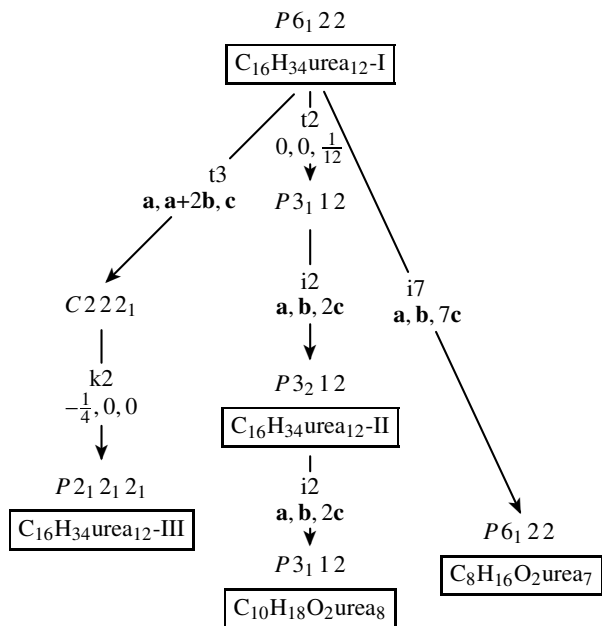 P6₁22
C₁₆H₃₄urea₁₂-I
t2
0, 0, 1/12
t3
a, a+2b, c
P3₁12
i2
a, b, 2c
i7
a, b, 7c
C222₁
k2
−1/4, 0, 0
P3₂12
C₁₆H₃₄urea₁₂-II
P2₁2₁2₁
C₁₆H₃₄urea₁₂-III
i2
a, b, 2c
P3₁12
C₁₀H₁₈O₂urea₈
P6₁22
C₈H₁₆O₂urea₇